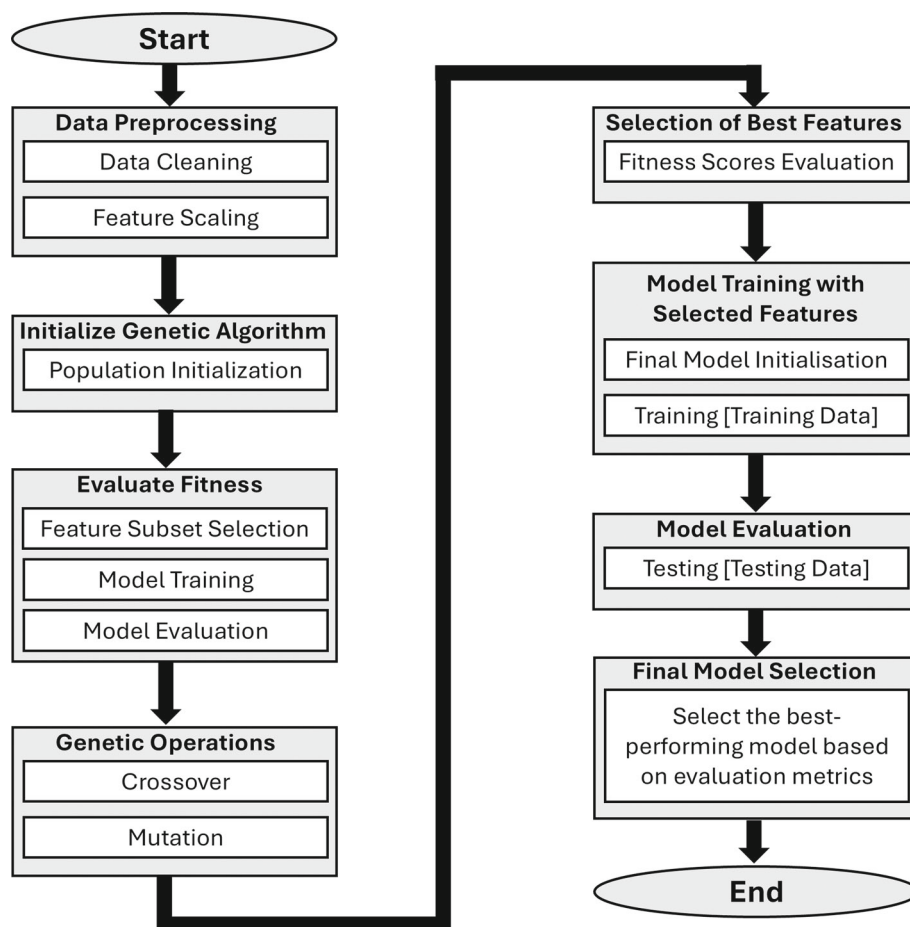 Start
Data Preprocessing
Data Cleaning
Feature Scaling
Initialize Genetic Algorithm
Population Initialization
Evaluate Fitness
Feature Subset Selection
Model Training
Model Evaluation
Genetic Operations
Crossover
Mutation
Selection of Best Features
Fitness Scores Evaluation
Model Training with
Selected Features
Final Model Initialisation
Training [Training Data]
Model Evaluation
Testing [Testing Data]
Final Model Selection
Select the best-
performing model based
on evaluation metrics
End